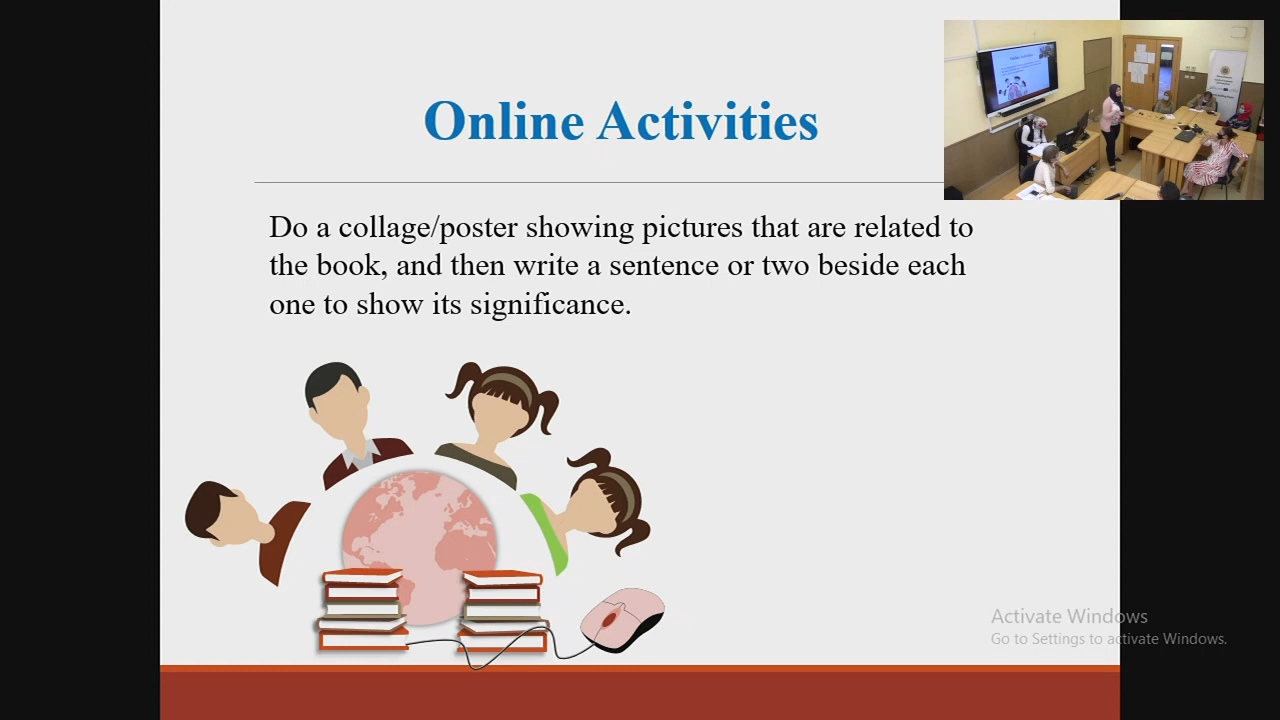 Online Activities
Do a collage/poster showing pictures that are related to
the book, and then write a sentence or two beside each
one to show its significance.
Activate Windows
Go to Settings to activate Windows.